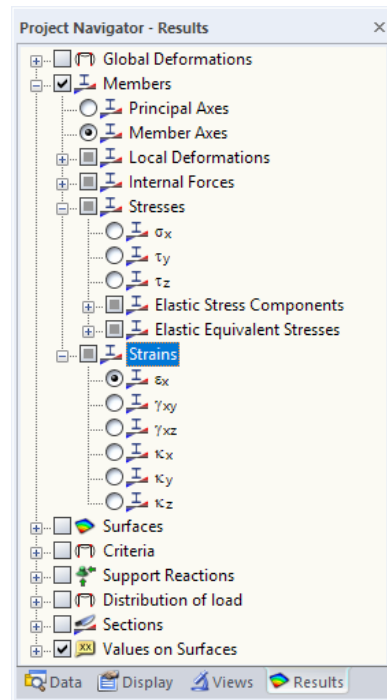 Project Navigator - Results
Global Deformations
Members
Principal Axes
Member Axes
Local Deformations
Internal Forces
Stresses
σx
τy
τz
Elastic Stress Components
Elastic Equivalent Stresses
Strains
εx
γxy
γxz
κx
κy
κz
Surfaces
Criteria
Support Reactions
Distribution of load
Sections
xx Values on Surfaces
Data Display Views Results